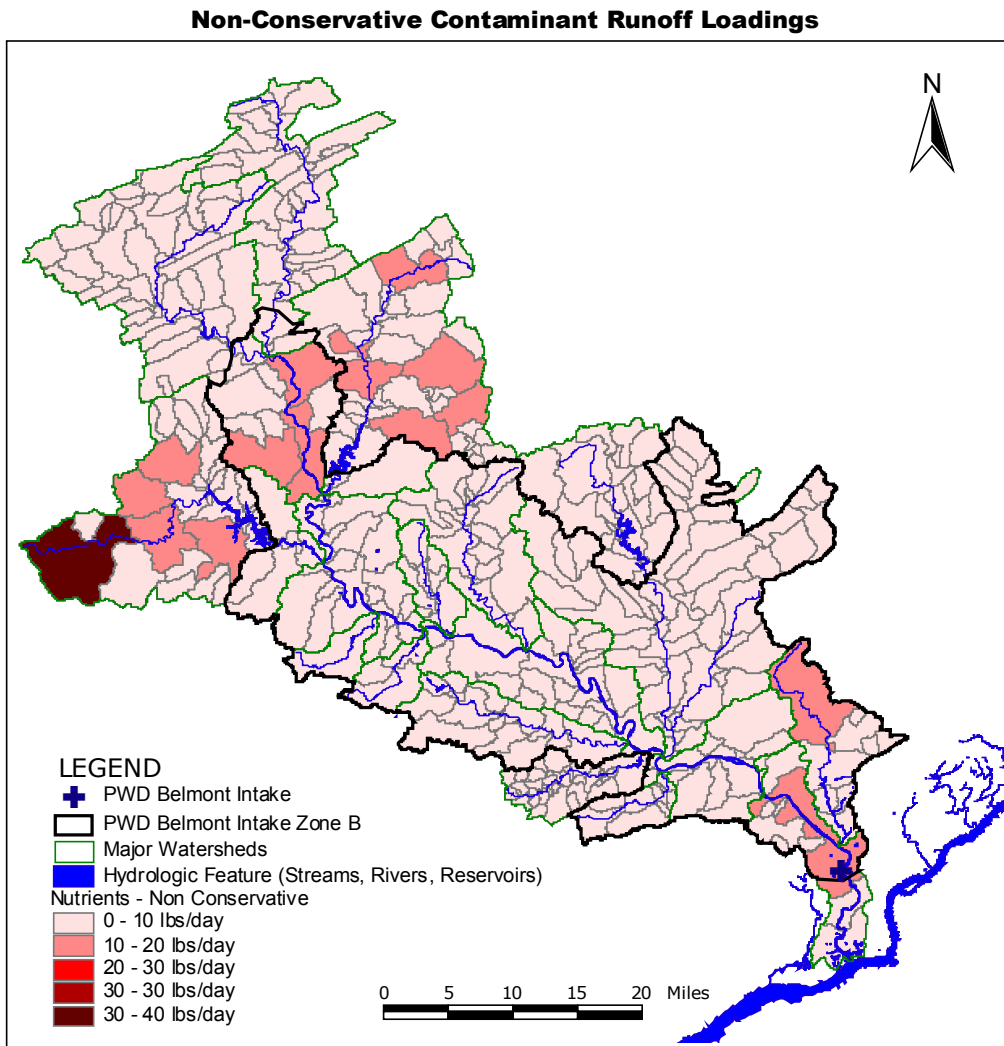 Non-Conservative Contaminant Runoff Loadings
N
LEGEND
PWD Belmont Intake
PWD Belmont Intake Zone B
Major Watersheds
Hydrologic Feature (Streams, Rivers, Reservoirs)
Nutrients - Non Conservative
0 - 10 lbs/day
10 - 20 lbs/day
20 - 30 lbs/day
30 - 30 lbs/day
30 - 40 lbs/day
0 5 10 15 20 Miles